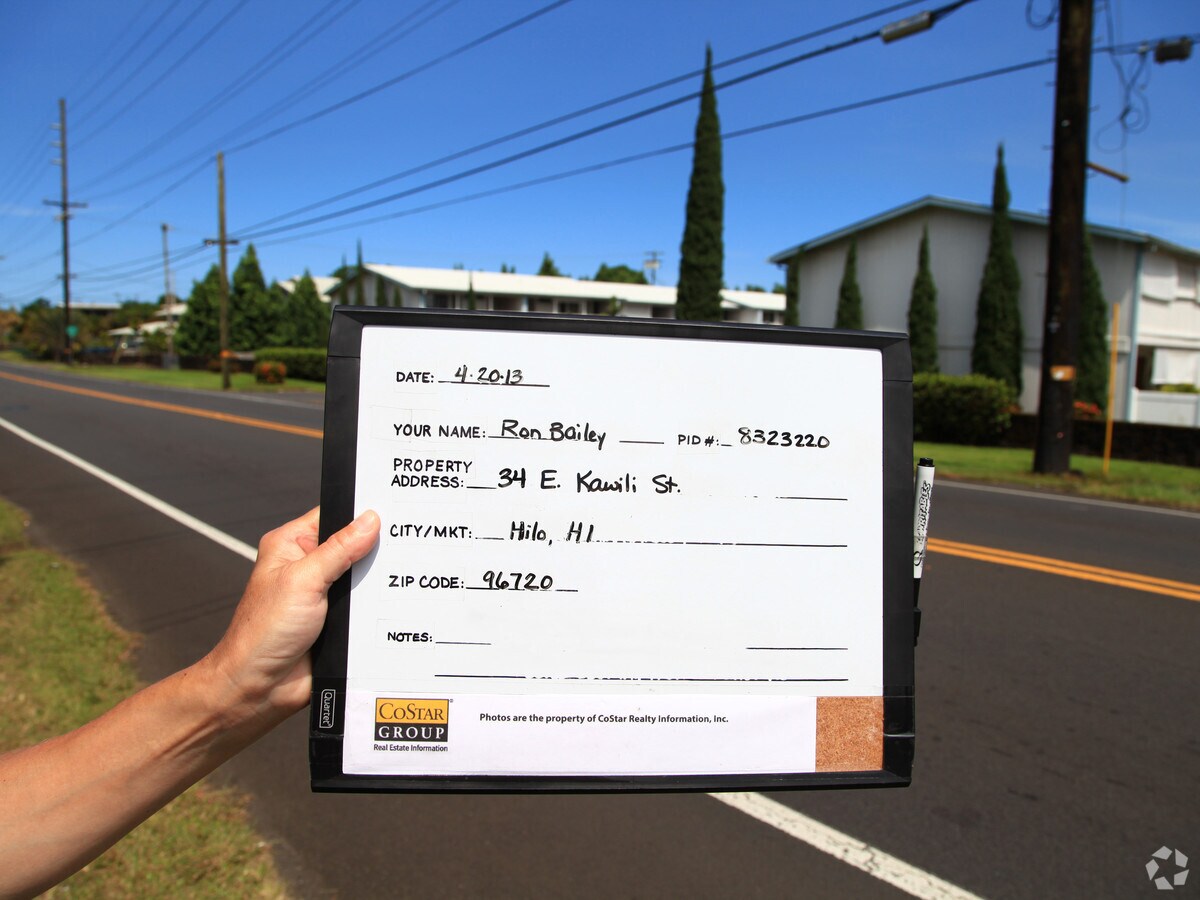 DATE: 4.20.13
YOUR NAME: Ron Bailey PID #: 8323220
PROPERTY
ADDRESS: 34 E. Kawili St.
CITY/MKT: Hilo, HI
ZIP CODE: 96720
NOTES:
Quartet
COSTAR
GROUP
Real Estate Information
Photos are the property of CoStar Realty Information, Inc.